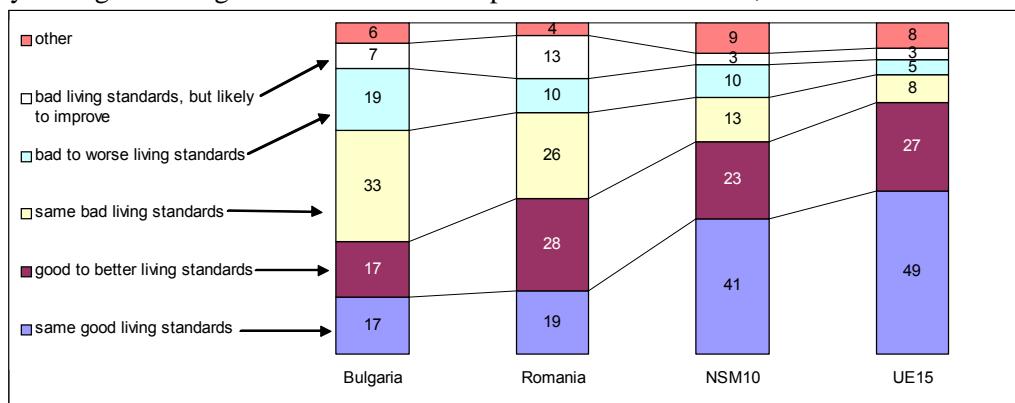 other
bad living standards, but likely
to improve
bad to worse living standards
same bad living standards
good to better living standards
same good living standards
6 4 9 8
7 13 3 3
19 10 10 5
33 26 13 8
17 28 23 27
17 19 41 49
Bulgaria Romania NSM10 UE15